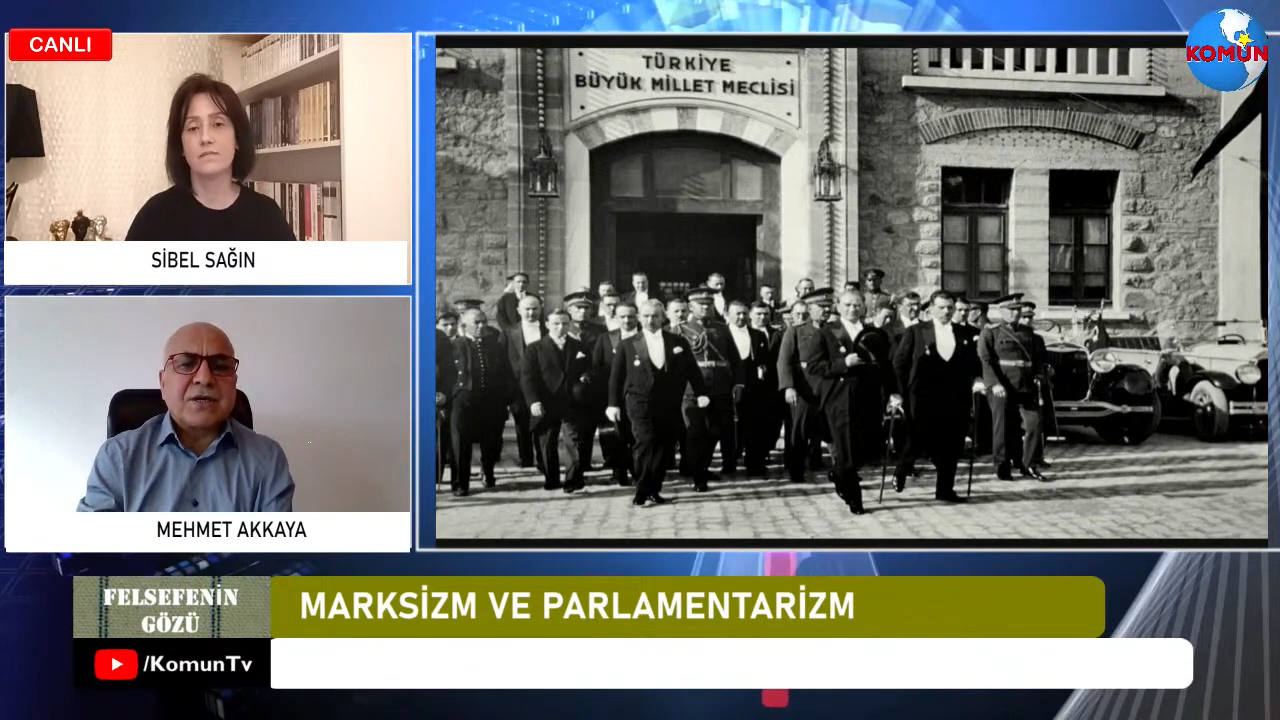 CANLI
KOMÜN
TÜRKİYE
BÜYÜK MİLLET MECLİSİ
SİBEL SAĞIN
MEHMET AKKAYA
FELSEFENİN
GÖZÜ
MARKSİZM VE PARLAMENTARİZM
/KomunTv